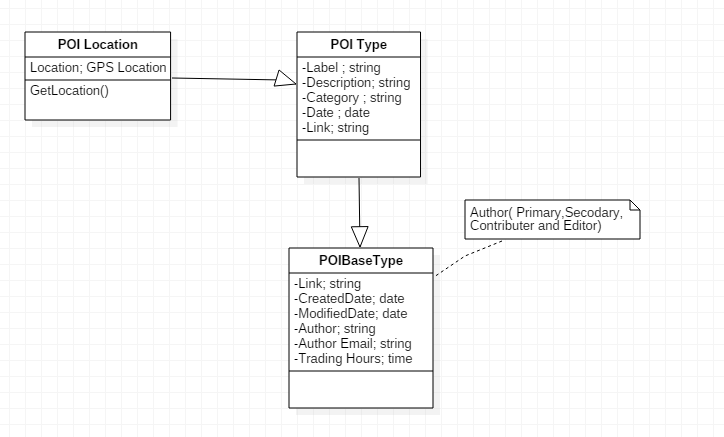 POI Location
Location; GPS Location
GetLocation()
POI Type
-Label ; string
-Description; string
-Category ; string
-Date ; date
-Link; string
Author( Primary,Secodary,
Contributer and Editor)
POIBaseType
-Link; string
-CreatedDate; date
-ModifiedDate; date
-Author; string
-Author Email; string
-Trading Hours; time